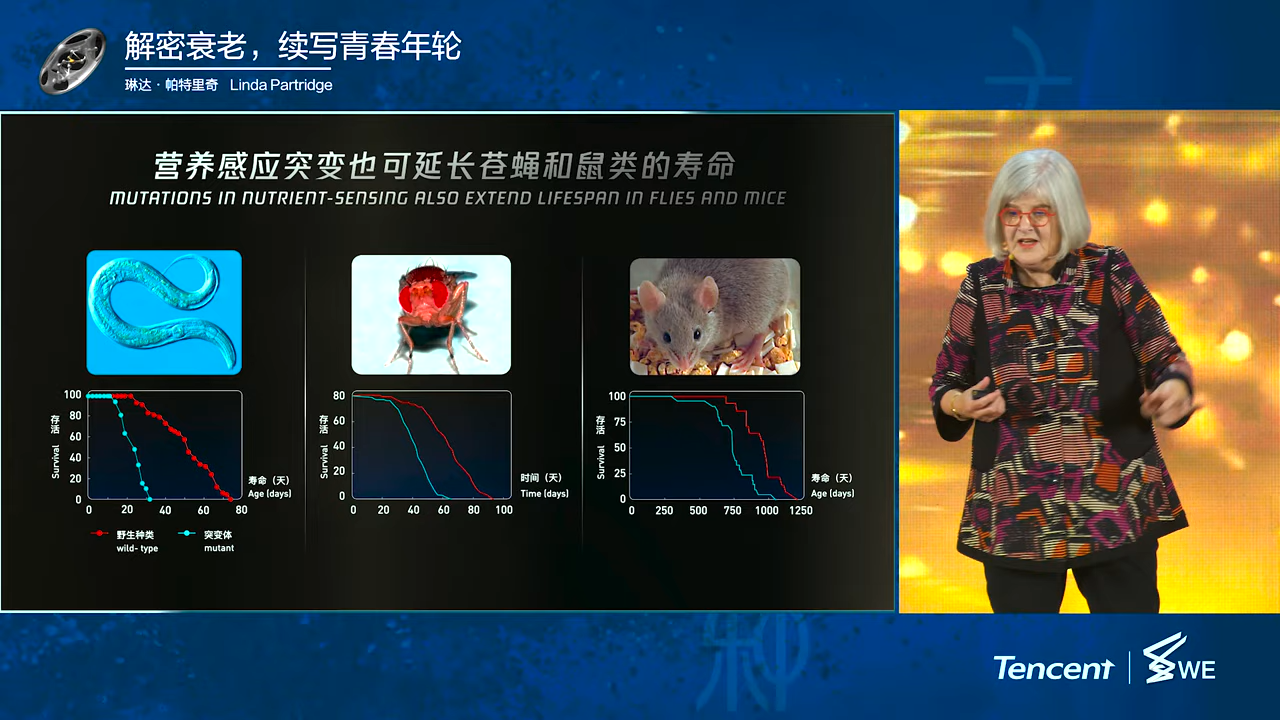 解密衰老，续写青春年轮
琳达·帕特里奇 Linda Partridge
营养感应突变也可延长苍蝇和鼠类的寿命
MUTATIONS IN NUTRIENT-SENSING ALSO EXTEND LIFESPAN IN FLIES AND MICE
100
80
60
40
20
0
存活
Survival
0 20 40 60 80
寿命（天）
Age (days)
野生种类
wild- type
突变体
mutant
80
60
40
20
0
存活
Survival
0 20 40 60 80 100
时间（天）
Time (days)
100
75
50
25
0
存活
Survival
0 250 500 750 1000 1250
寿命（天）
Age (days)
Tencent WE